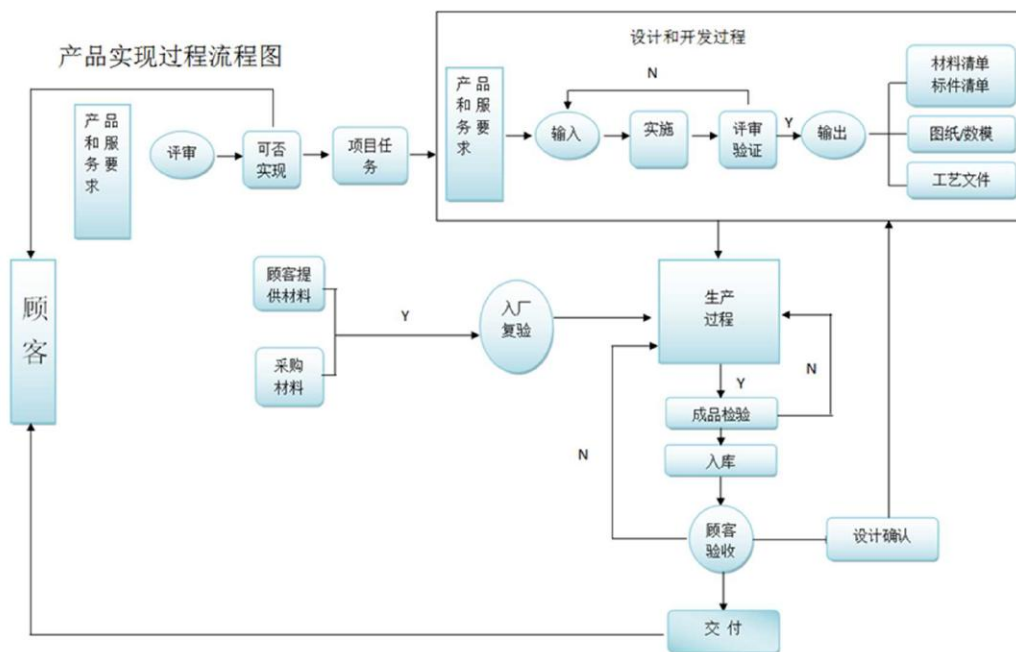 产品实现过程流程图
设计和开发过程
产 品
和 服
务 要
求
评审
可否
实现
项目任
务
产 品
和 服
务 要
求
N
输入
实施
评审
验证
Y
输出
材料清单
标件清单
图纸/数模
工艺文件
顾
客
顾客提
供材料
采购
材料
Y
入厂
复验
生产
过程
Y
N
成品检验
入库
N
顾客
验收
设计确认
交 付